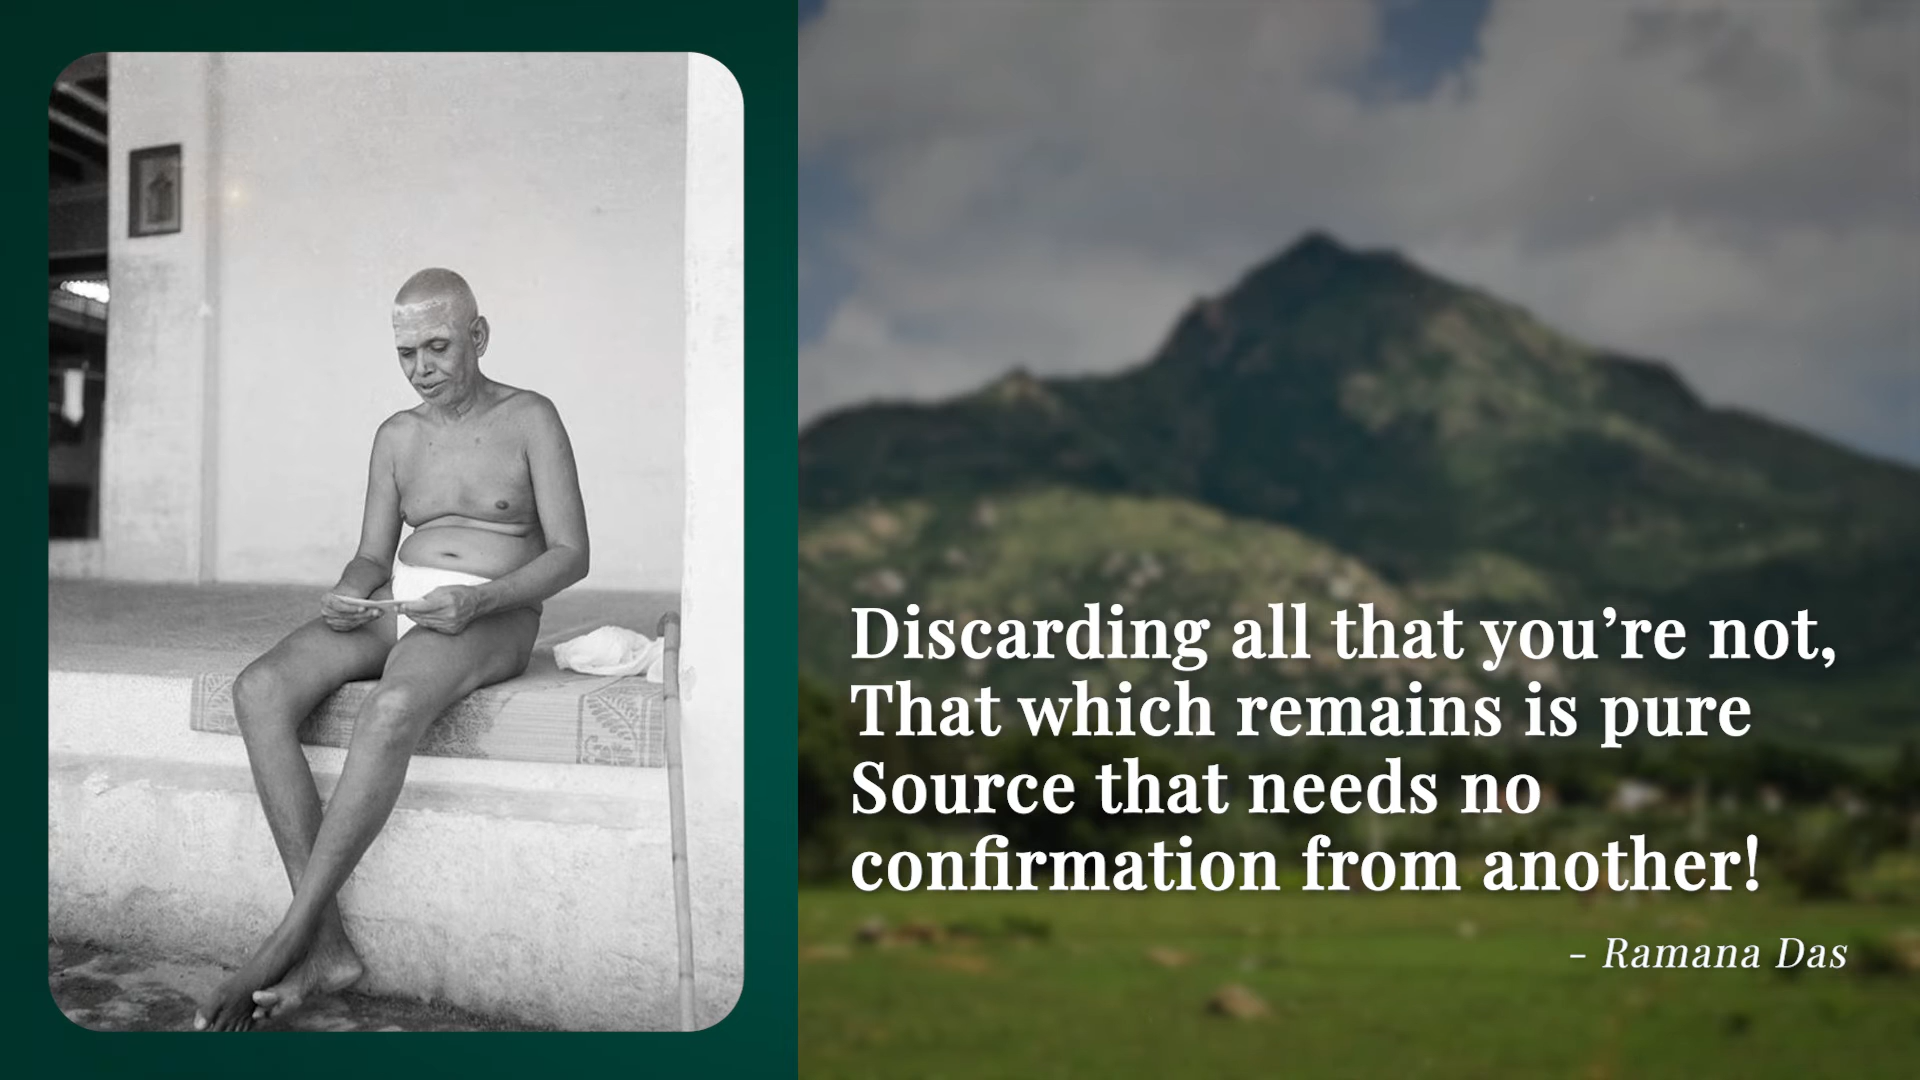 Discarding all that you’re not,
That which remains is pure
Source that needs no
confirmation from another!
- Ramana Das